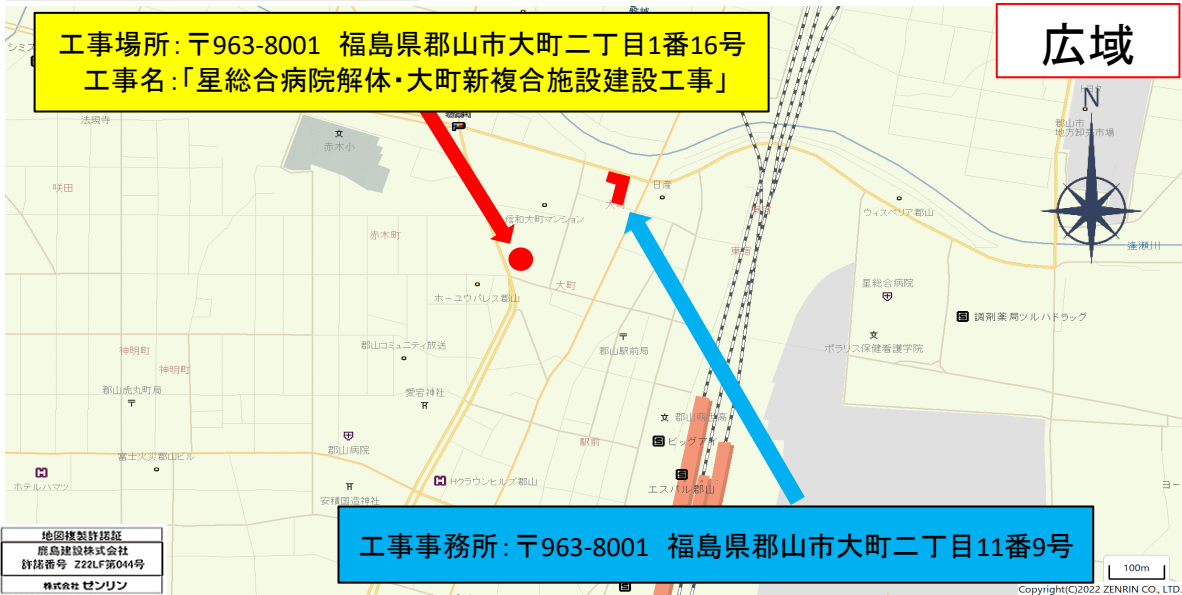 工事場所：〒963-8001 福島県郡山市大町二丁目1番16号
工事名：「星総合病院解体・大町新複合施設建設工事」
広域
N
法現寺
赤木小
咲田
赤木町
信和大町マンション
日産
大町
郡山市
地方卸売市場
ウィスペリア郡山
東宿
逢瀬川
ホーユウパレス郡山
大町
星総合病院
調剤薬局ツルハドラッグ
ポラリス保健看護学院
郡山コミュニティ放送
郡山駅前局
神明町
神明町
郡山虎丸町局
愛宕神社
駅前
ビッグアイ
郡山病院
富士火災郡山ビル
ホテルハマツ
安積国造神社
Hクラウンヒルズ郡山
エスパル郡山
ヨー
工事事務所：〒963-8001 福島県郡山市大町二丁目11番9号
地図複製許諾証
鹿島建設株式会社
許諾番号 Z22LF第044号
株式会社 ゼンリン
100m
Copyright(C)2022 ZENRIN CO., LTD.